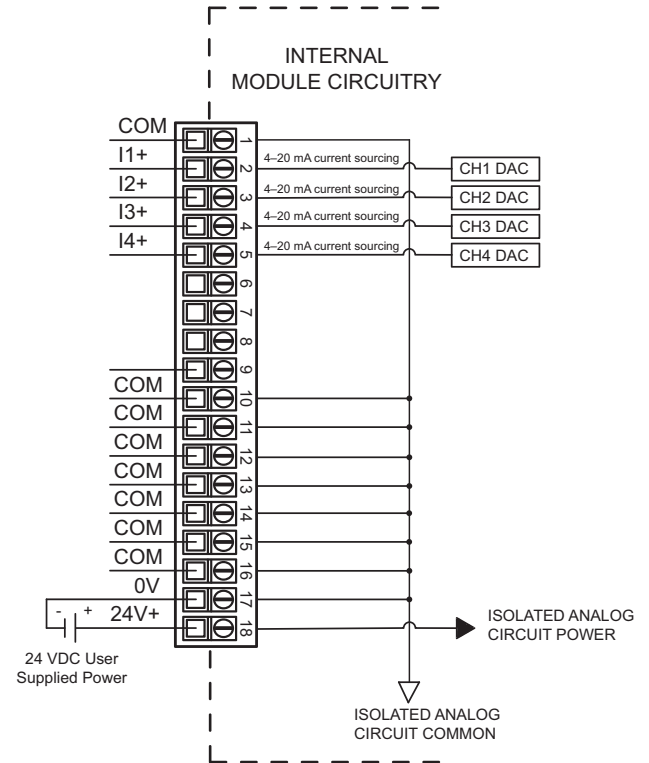 INTERNAL
MODULE CIRCUITRY
COM
1
I1+
2
4–20 mA current sourcing
CH1 DAC
I2+
3
4–20 mA current sourcing
CH2 DAC
I3+
4
4–20 mA current sourcing
CH3 DAC
I4+
5
4–20 mA current sourcing
CH4 DAC
6
7
8
9
COM
10
COM
11
COM
12
COM
13
COM
14
COM
15
COM
16
0V
17
- + 24V+
18
ISOLATED ANALOG
CIRCUIT POWER
24 VDC User
Supplied Power
ISOLATED ANALOG
CIRCUIT COMMON